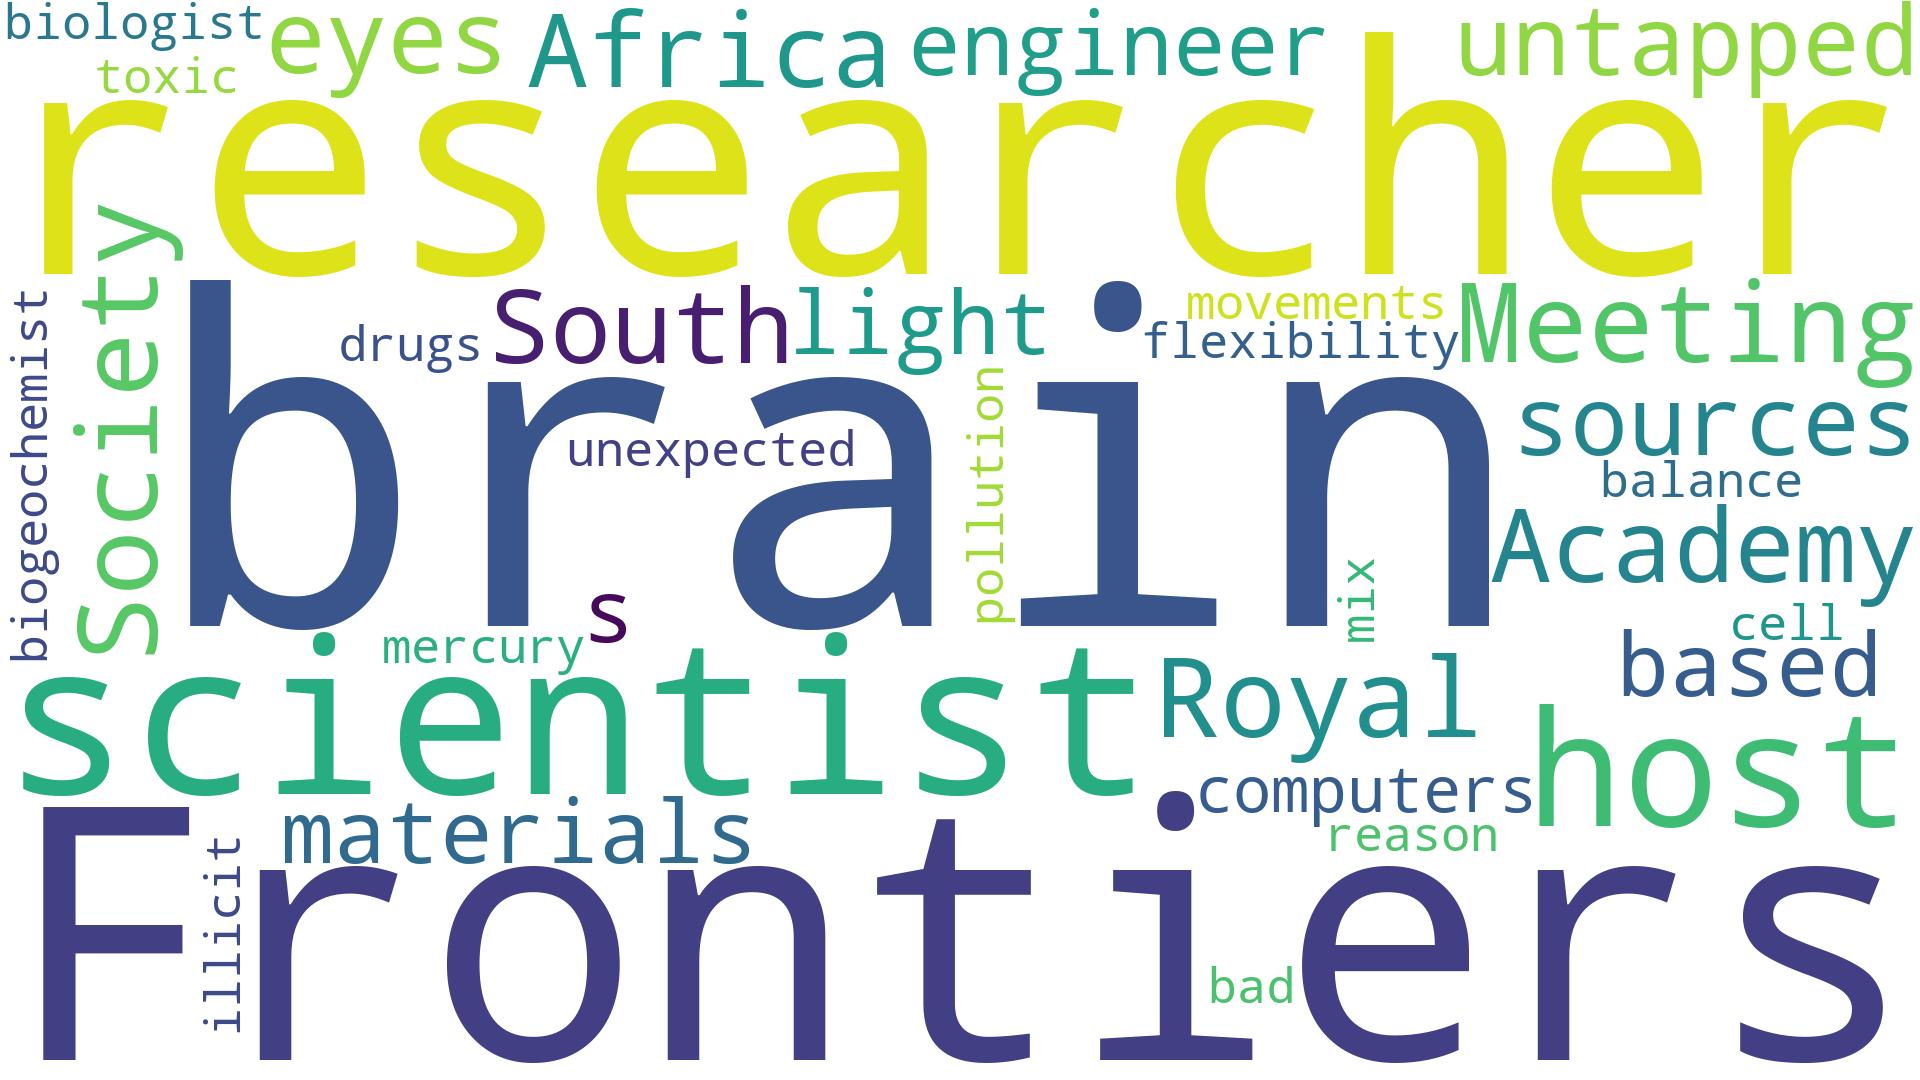 biologist
eyes
Africa
engineer
untapped
toxic
researcher
Society
biogeochemist
drugs
South
light
movements
flexibility
Meeting
brain
unexpected
pollution
sources
balance
Academy
mix
s
mercury
cell
based
scientist
Royal
host
computers
materials
reason
Frontiers
illicit
bad